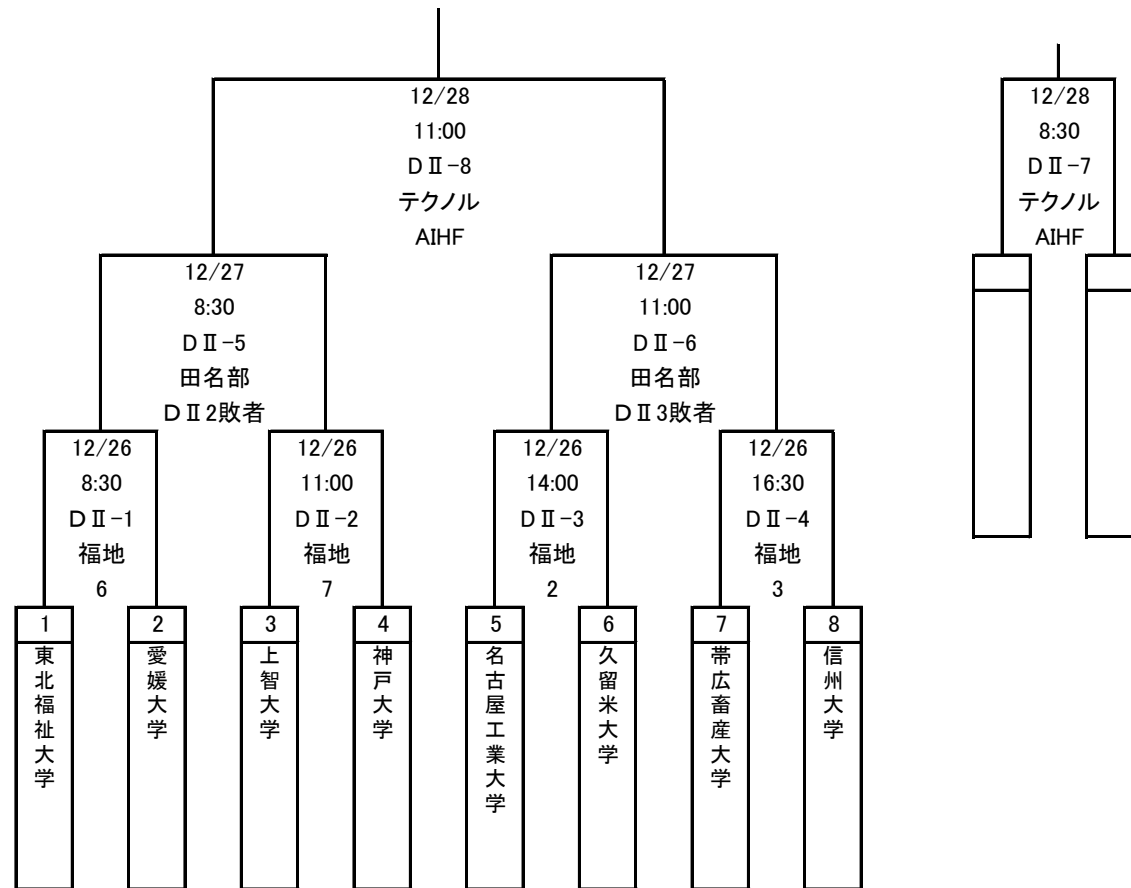 12/28
11:00
DⅡ-8
テクノル
AIHF
12/28
8:30
DⅡ-7
テクノル
AIHF
12/27
8:30
DⅡ-5
田名部
DⅡ2敗者
12/27
11:00
DⅡ-6
田名部
DⅡ3敗者
12/26
8:30
DⅡ-1
福地
6
12/26
11:00
DⅡ-2
福地
7
12/26
14:00
DⅡ-3
福地
2
12/26
16:30
DⅡ-4
福地
3
1
東北福祉大学
2
愛媛大学
3
上智大学
4
神戸大学
5
名古屋工業大学
6
久留米大学
7
帯広畜産大学
8
信州大学